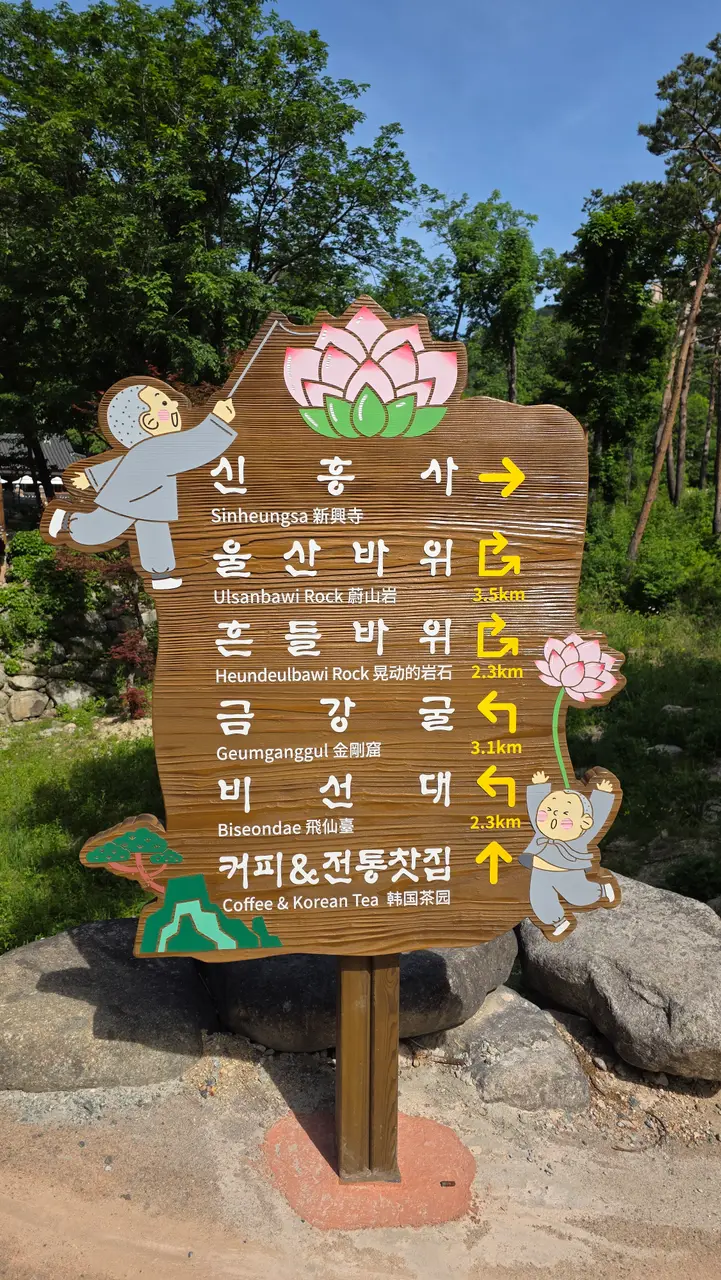 신흥사 →
Sinheungsa 新興寺
울산바위
Ulsanbawi Rock 蔚山岩 3.5km
흔들바위
Heundeulbawi Rock 晃动的岩石 2.3km
금강굴
Geumganggul 金剛窟 3.1km
비선대
Biseondae 飛仙臺 2.3km
커피&전통찻집 ↑
Coffee & Korean Tea 韩国茶园